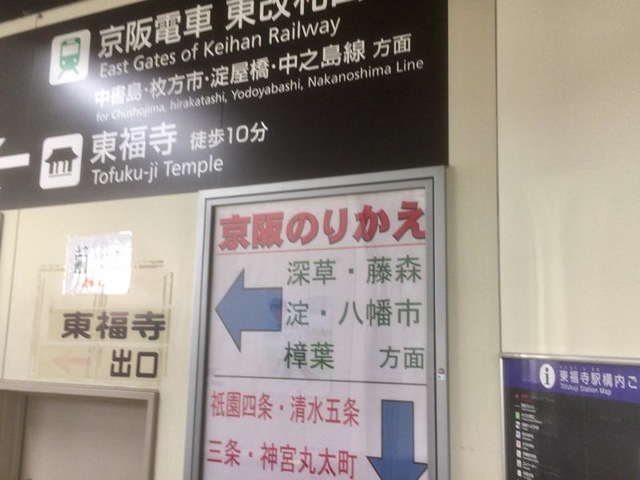 京阪電車 東改札口
East Gates of Keihan Railway
中書島・枚方市・淀屋橋・中之島線 方面
for Chushojima, hirakatashi, Yodoyabashi, Nakanoshima Line
東福寺 徒歩10分
Tofuku-ji Temple
京阪のりかえ
深草・藤森
淀・八幡市
樟葉 方面
祇園四条・清水五条
三条・神宮丸太町
東福寺
出口
東福寺駅構内ご
Tofukuji Station Map